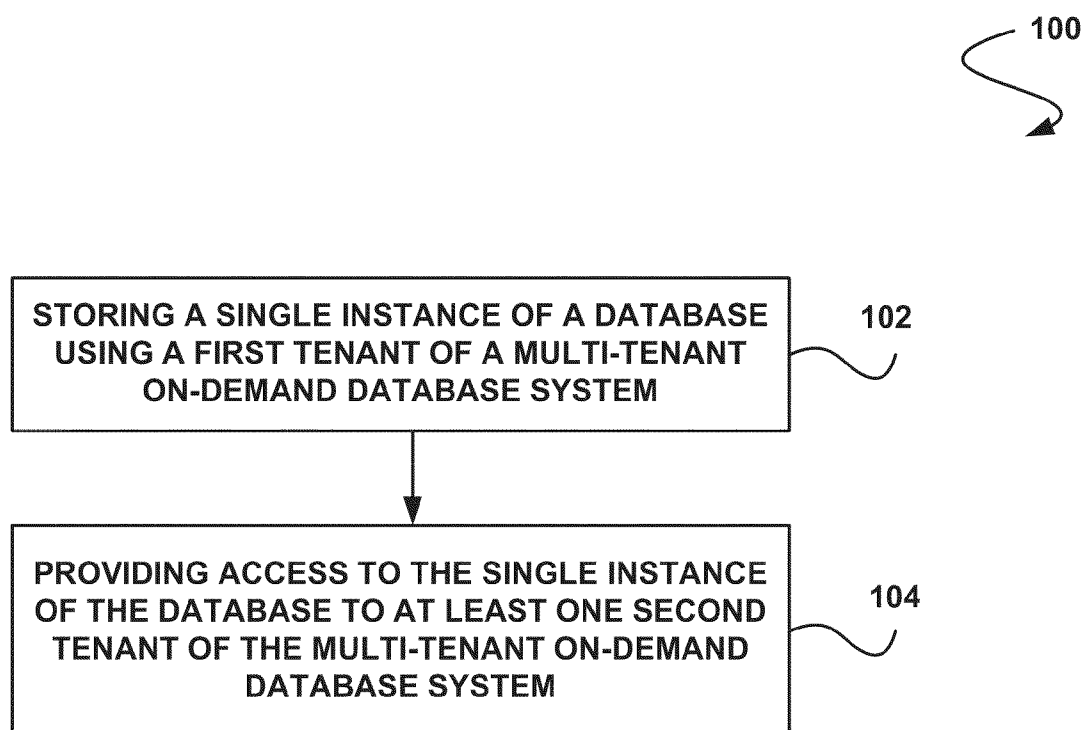 100
STORING A SINGLE INSTANCE OF A DATABASE
USING A FIRST TENANT OF A MULTI-TENANT
ON-DEMAND DATABASE SYSTEM
102
PROVIDING ACCESS TO THE SINGLE INSTANCE
OF THE DATABASE TO AT LEAST ONE SECOND
TENANT OF THE MULTI-TENANT ON-DEMAND
DATABASE SYSTEM
104